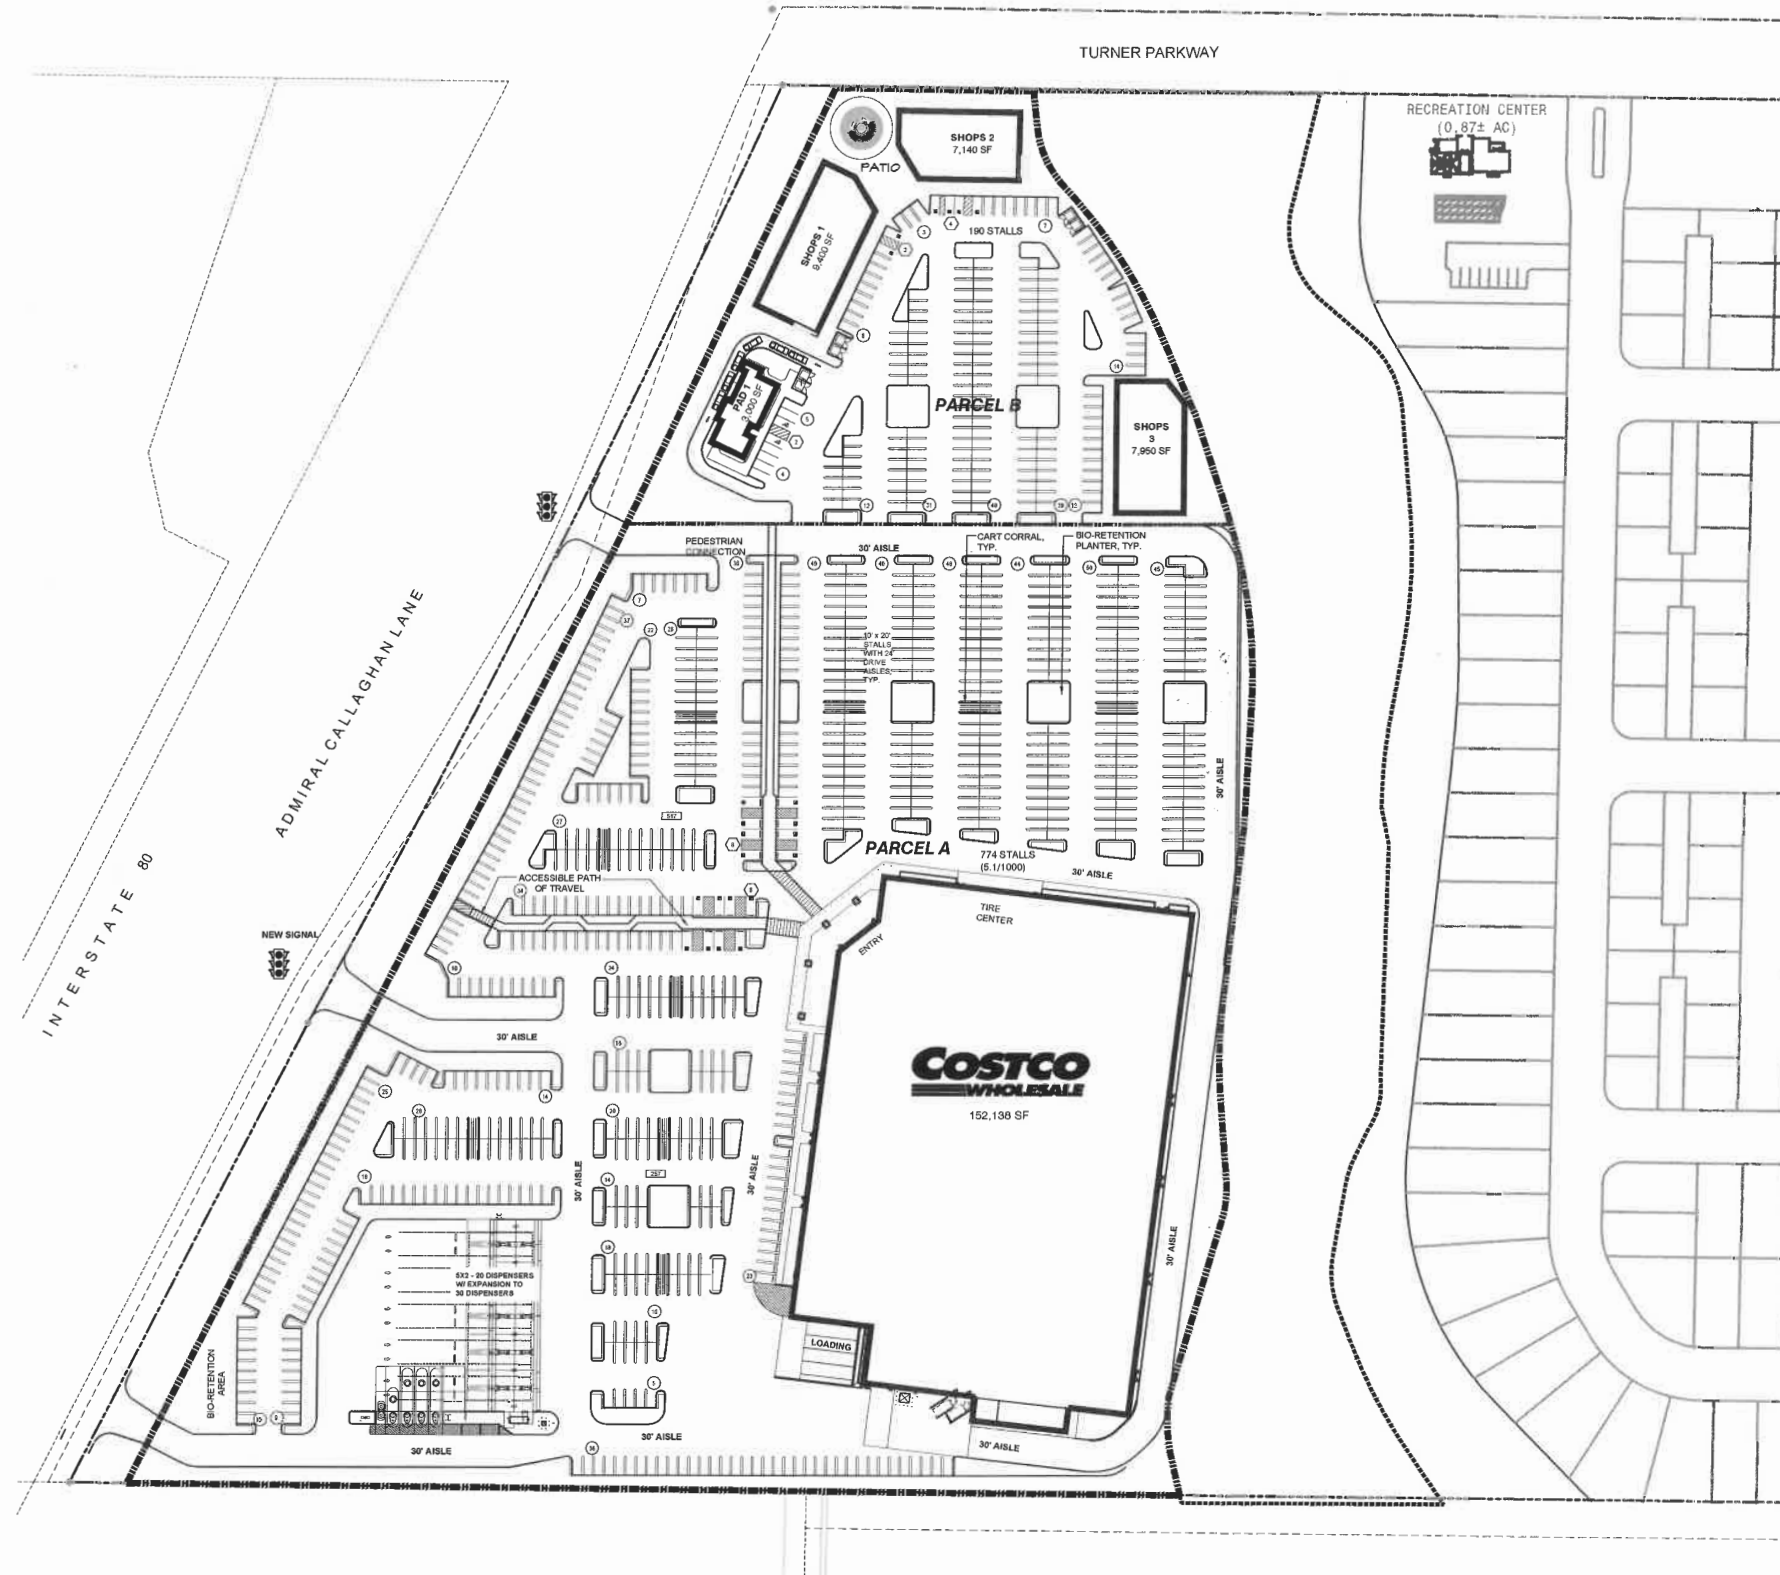 TURNER PARKWAY
RECREATION CENTER
(0.87± AC)
SHOPS 2
7,140 SF
PATIO
SHOPS 1
9,400 SF
190 STALLS
PAD 1
3,000 SF
PARCEL B
SHOPS
3
7,950 SF
PEDESTRIAN
CONNECTION
30' AISLE
CART CORRAL,
TYP.
BIO-RETENTION
PLANTER, TYP.
10' x 20'
STALLS
WITH 24'
DRIVE
AISLES,
TYP.
ADMIRAL CALLAGHAN LANE
INTERSTATE 80
30' AISLE
PARCEL A
774 STALLS
(5.1/1000)
30' AISLE
ACCESSIBLE PATH
OF TRAVEL
TIRE
CENTER
ENTRY
NEW SIGNAL
30' AISLE
COSTCO
WHOLESALE
152,138 SF
30' AISLE
30' AISLE
30' AISLE
5X2 - 20 DISPENSERS
W/ EXPANSION TO
30 DISPENSERS
LOADING
BIO-RETENTION
AREA
30' AISLE
30' AISLE
30' AISLE